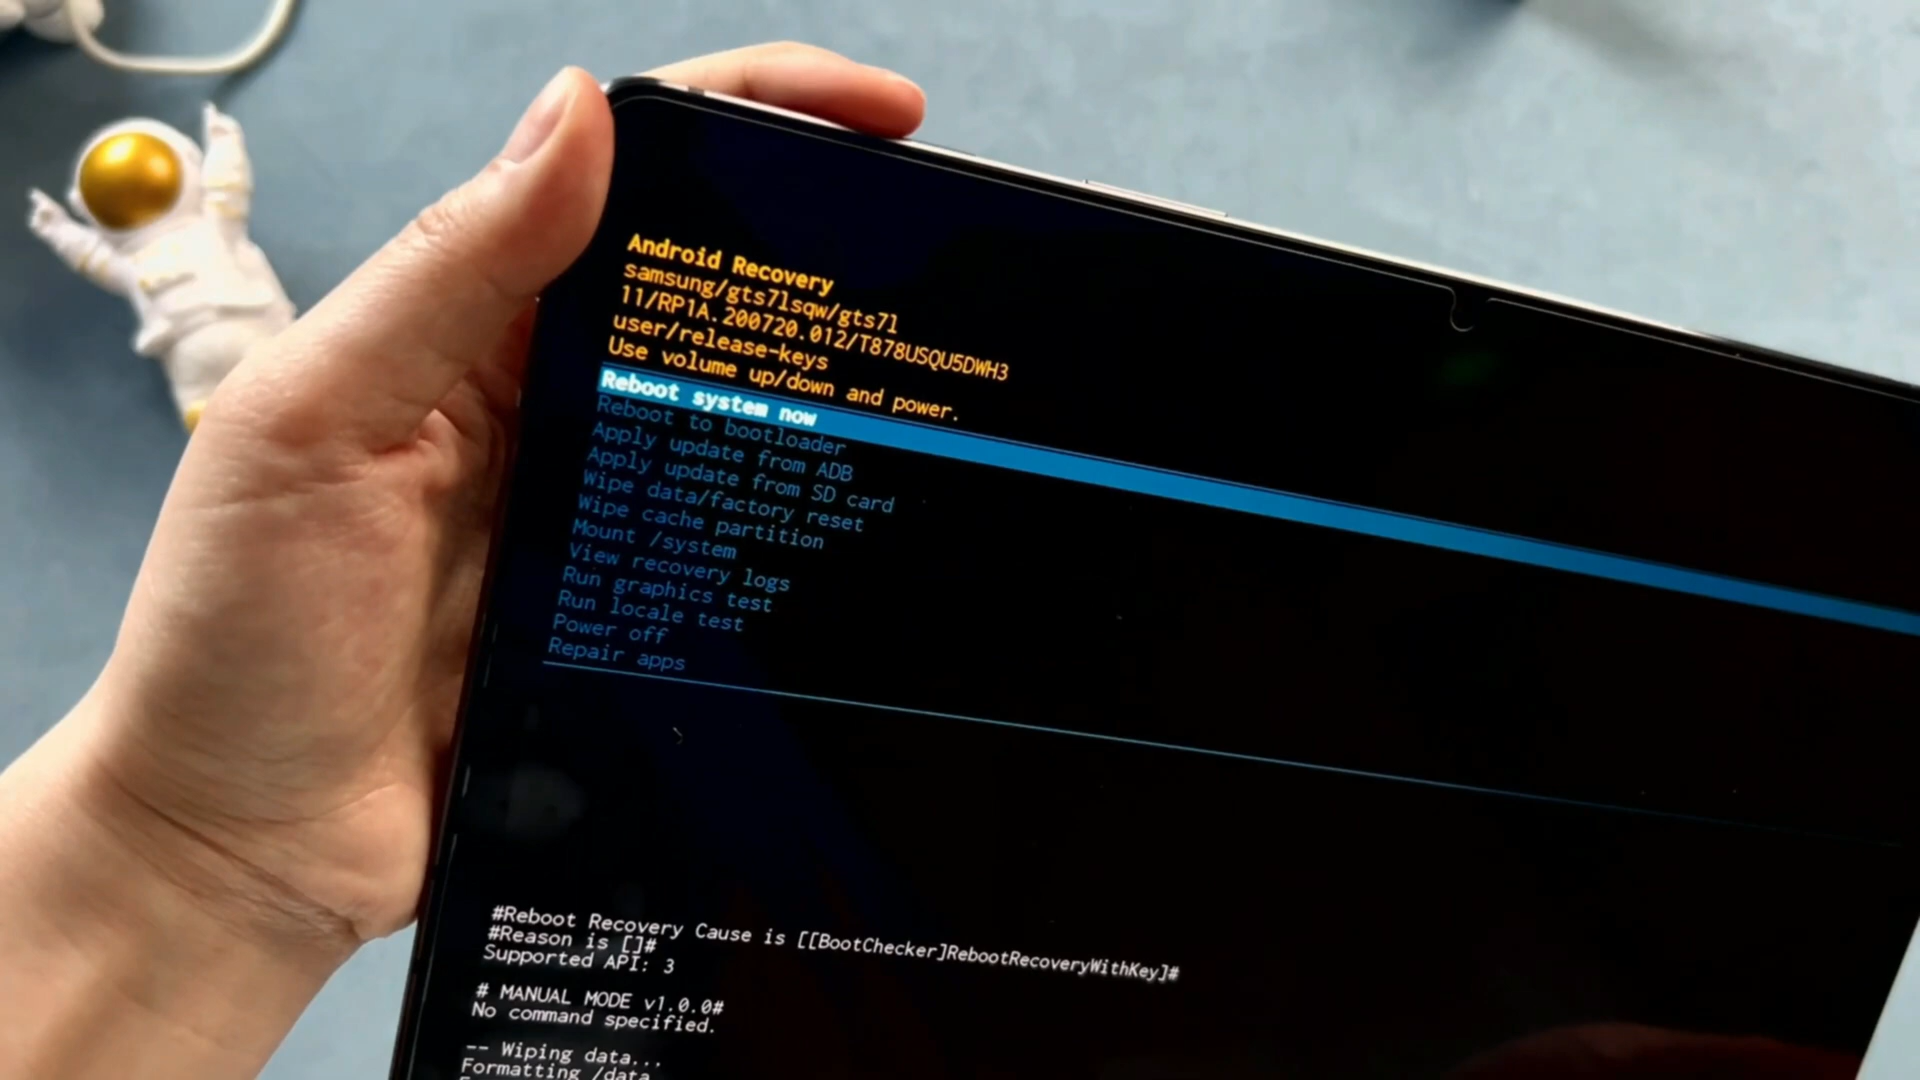 Android Recovery
samsung/gts7lsqw/gts7l
11/RP1A.200720.012/T878USQU5DWH3
user/release-keys
Use volume up/down and power.
Reboot system now
Reboot to bootloader
Apply update from ADB
Apply update from SD card
Wipe data/factory reset
Wipe cache partition
Mount /system
View recovery logs
Run graphics test
Run locale test
Power off
Repair apps
#Reboot Recovery Cause is [[BootChecker]RebootRecoveryWithKey]#
#Reason is []#
Supported API: 3
# MANUAL MODE v1.0.0#
No command specified.
-- Wiping data...
Formatting /data